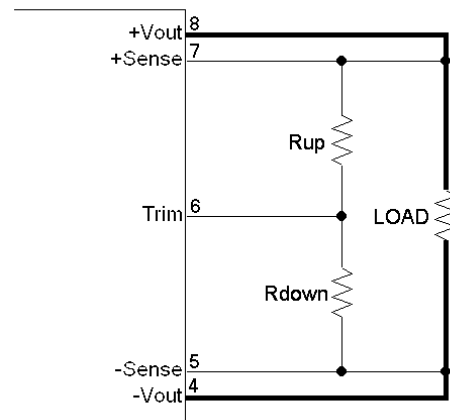 +Vout 8
+Sense 7
Rup
Trim 6
LOAD
Rdown
-Sense 5
-Vout 4